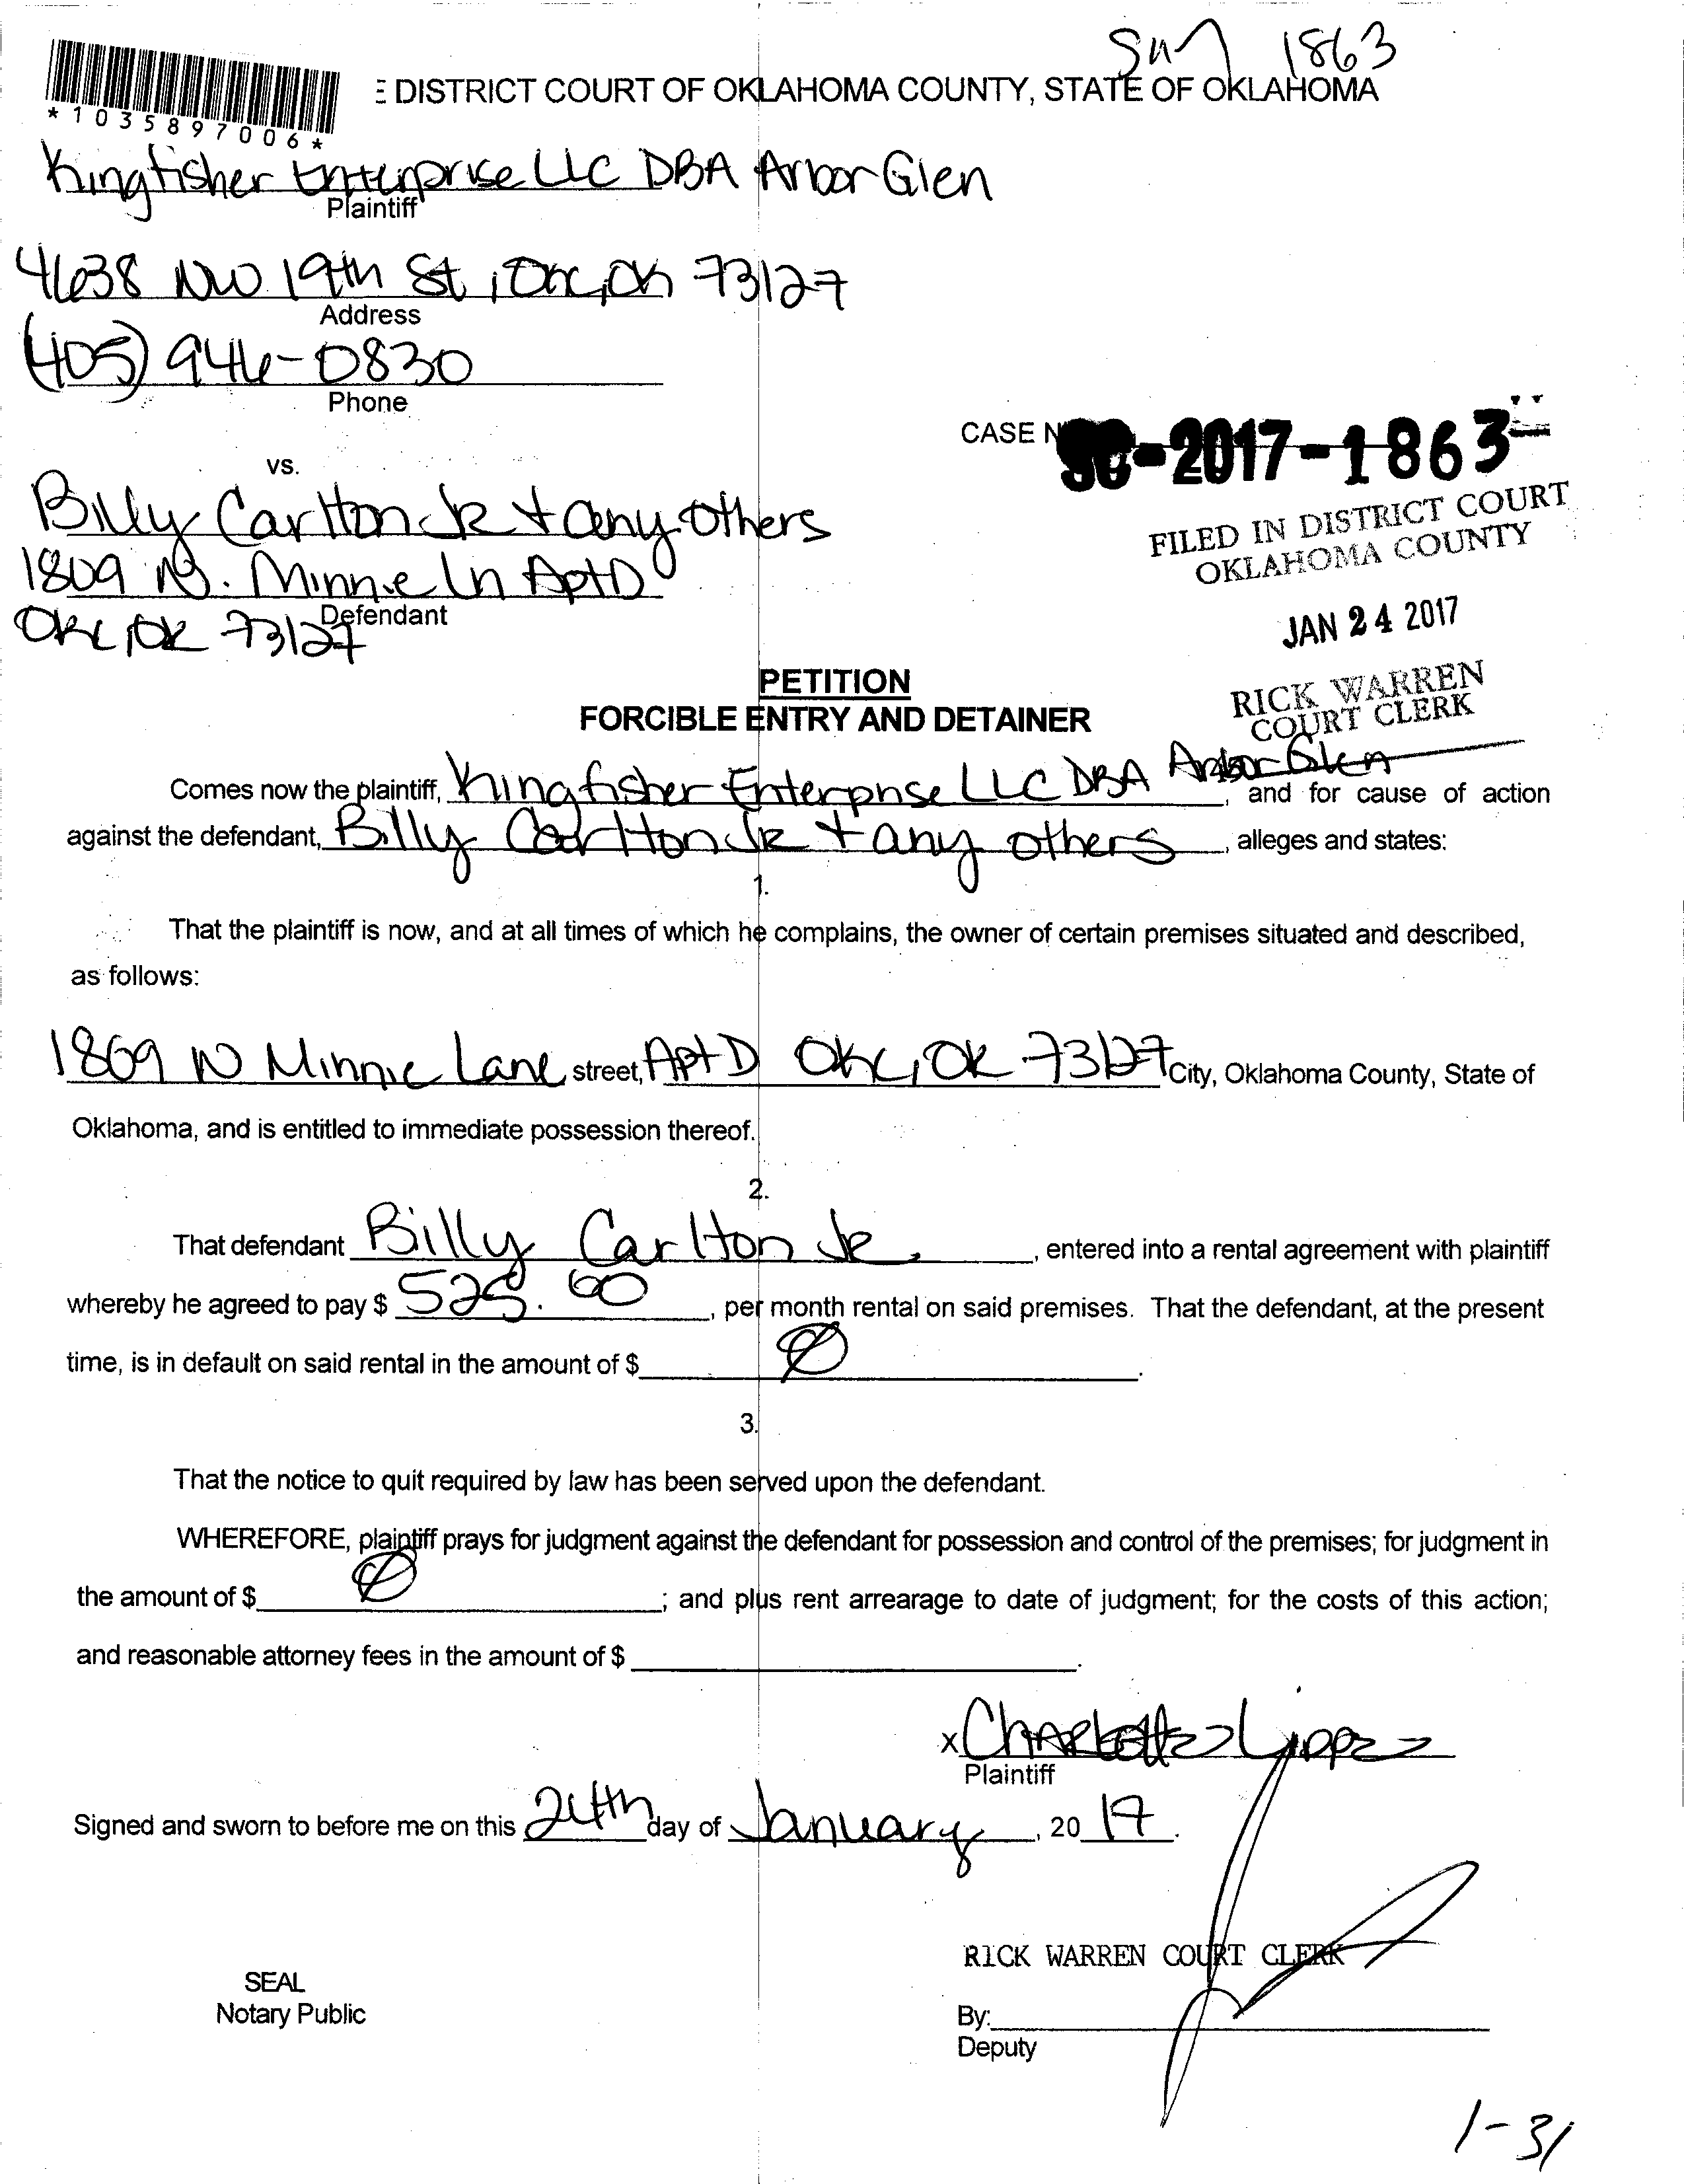 1863
DISTRICT COURT OF OKLAHOMA COUNTY, STATE OF OKLAHOMA
*1035897006*
Kingfisher Enterprise LLC DBA Arbor Glen
Plaintiff
4638 NW 19th St, OKC, OK 73127
Address
(405) 946-0830
Phone
CASE N
SC-2017-1863
vs.
Billy Carlton JR + any others
1809 N. Minnie Ln Apt D
Defendant
OKC, OK 73127
FILED IN DISTRICT COURT
OKLAHOMA COUNTY
JAN 24 2017
RICK WARREN
COURT CLERK
PETITION
FORCIBLE ENTRY AND DETAINER
Comes now the plaintiff, Kingfisher Enterprise LLC DBA Arbor Glen, and for cause of action
against the defendant, Billy Carlton JR + any others, alleges and states:
1.
That the plaintiff is now, and at all times of which he complains, the owner of certain premises situated and described,
as follows:
1809 N Minnie Lane street, Apt D OKC, OK 73127 City, Oklahoma County, State of
Oklahoma, and is entitled to immediate possession thereof.
2.
That defendant Billy Carlton JR., entered into a rental agreement with plaintiff
whereby he agreed to pay $ 525.00, per month rental on said premises. That the defendant, at the present
time, is in default on said rental in the amount of $ Ø.
3.
That the notice to quit required by law has been served upon the defendant.
WHEREFORE, plaintiff prays for judgment against the defendant for possession and control of the premises; for judgment in
the amount of $ Ø; and plus rent arrearage to date of judgment; for the costs of this action;
and reasonable attorney fees in the amount of $ .
x Charlotte
Plaintiff
Signed and sworn to before me on this 24th day of January, 20 17.
RICK WARREN COURT CLERK
SEAL
Notary Public
By:
Deputy
1-31